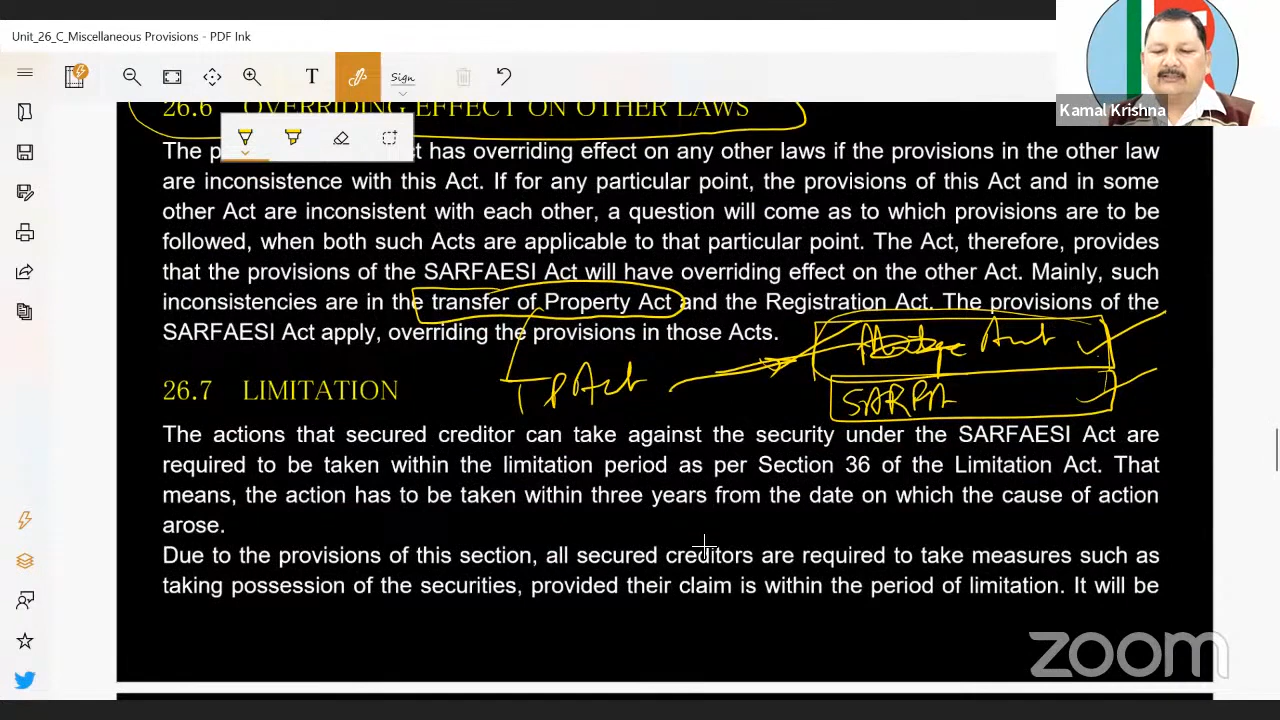 Unit_26_C_Miscellaneous Provisions - PDF Ink
T
Sign
Kamal Krishna
26.6 OVERRIDING EFFECT ON OTHER LAWS
The p t has overriding effect on any other laws if the provisions in the other law
are inconsistence with this Act. If for any particular point, the provisions of this Act and in some
other Act are inconsistent with each other, a question will come as to which provisions are to be
followed, when both such Acts are applicable to that particular point. The Act, therefore, provides
that the provisions of the SARFAESI Act will have overriding effect on the other Act. Mainly, such
inconsistencies are in the transfer of Property Act and the Registration Act. The provisions of the
SARFAESI Act apply, overriding the provisions in those Acts.
TP Act
26.7 LIMITATION
The actions that secured creditor can take against the security under the SARFAESI Act are
required to be taken within the limitation period as per Section 36 of the Limitation Act. That
means, the action has to be taken within three years from the date on which the cause of action
arose.
Due to the provisions of this section, all secured creditors are required to take measures such as
taking possession of the securities, provided their claim is within the period of limitation. It will be
zoom